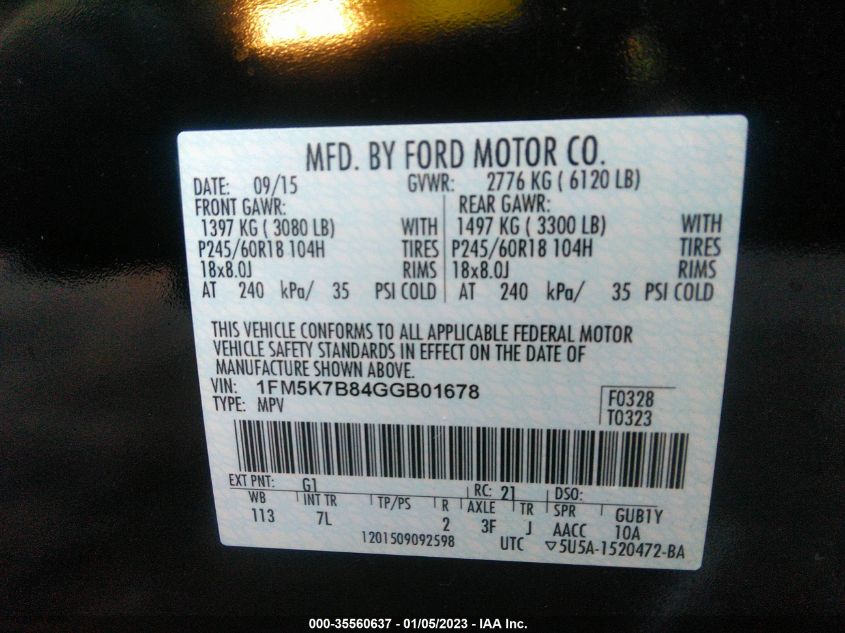 MFD. BY FORD MOTOR CO.
DATE: 09/15 GVWR: 2776 KG ( 6120 LB)
FRONT GAWR: REAR GAWR:
1397 KG ( 3080 LB) WITH 1497 KG ( 3300 LB) WITH
P245/60R18 104H TIRES P245/60R18 104H TIRES
18x8.0J RIMS 18x8.0J RIMS
AT 240 kPa/ 35 PSI COLD AT 240 kPa/ 35 PSI COLD
THIS VEHICLE CONFORMS TO ALL APPLICABLE FEDERAL MOTOR
VEHICLE SAFETY STANDARDS IN EFFECT ON THE DATE OF
MANUFACTURE SHOWN ABOVE.
VIN: 1FM5K7B84GGB01678
TYPE: MPV
F0328
T0323
EXT PNT: G1 RC: 21 DSO:
WB INT TR TP/PS R AXLE TR SPR GUB1Y
113 7L 2 3F J AACC 10A
1201509092598 UTC ▽5U5A-1520472-BA
000-35560637 - 01/05/2023 - IAA Inc.